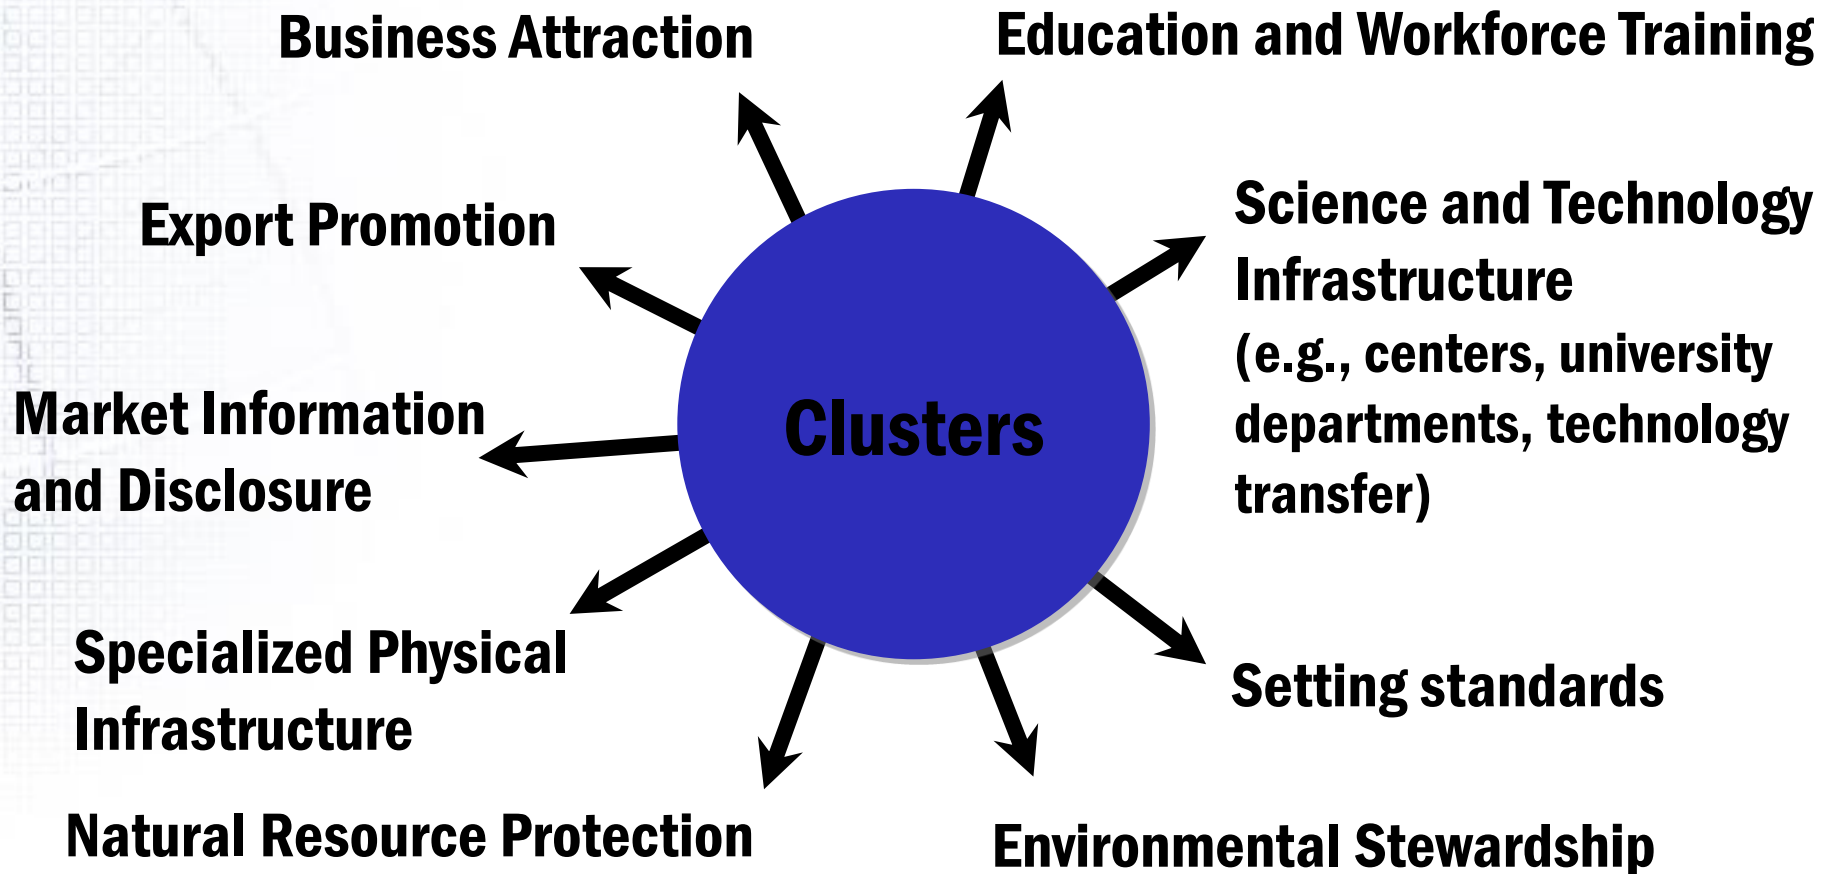 Business Attraction
Education and Workforce Training
Export Promotion
Science and Technology
Infrastructure
(e.g., centers, university
departments, technology
transfer)
Market Information
and Disclosure
Clusters
Specialized Physical
Infrastructure
Setting standards
Natural Resource Protection
Environmental Stewardship